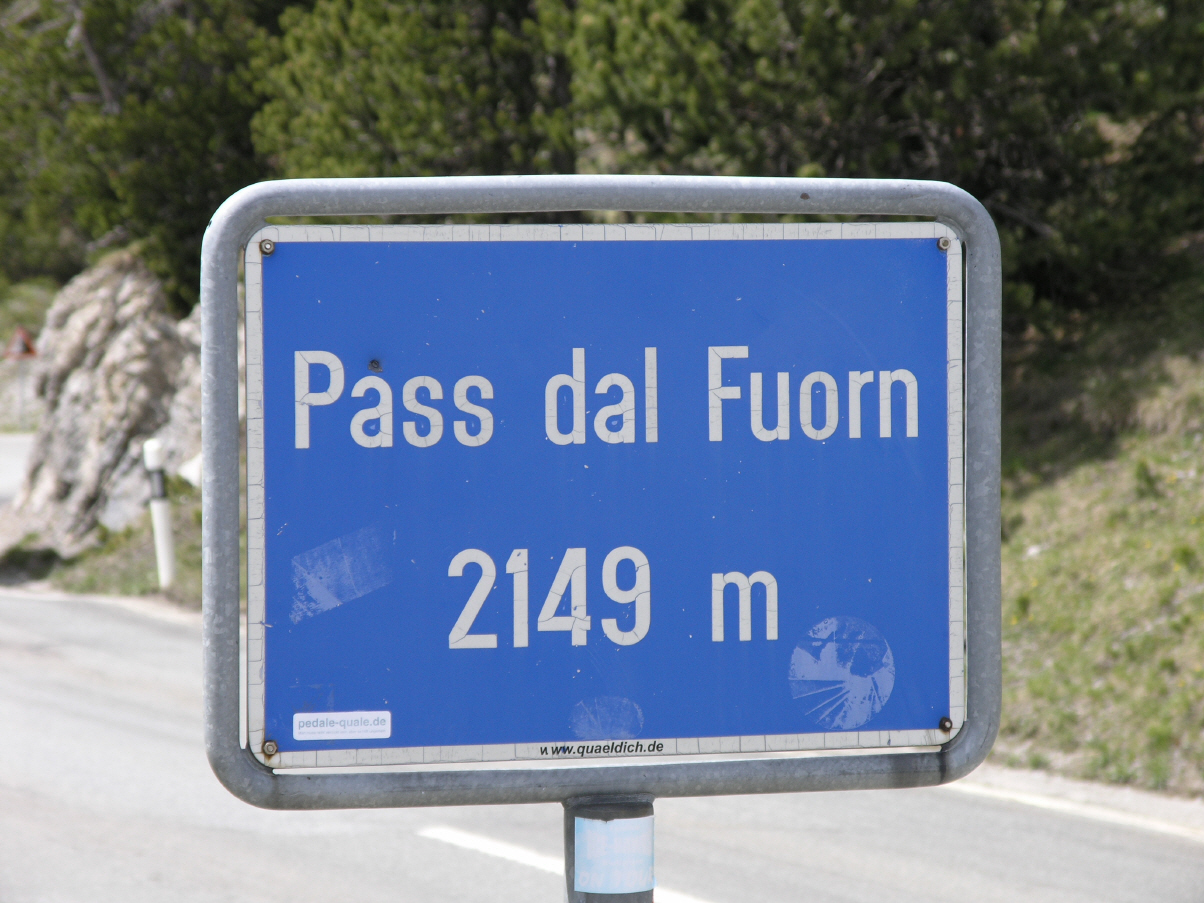 Pass dal Fuorn
2149 m
pedale-quale.de
www.quaeldich.de